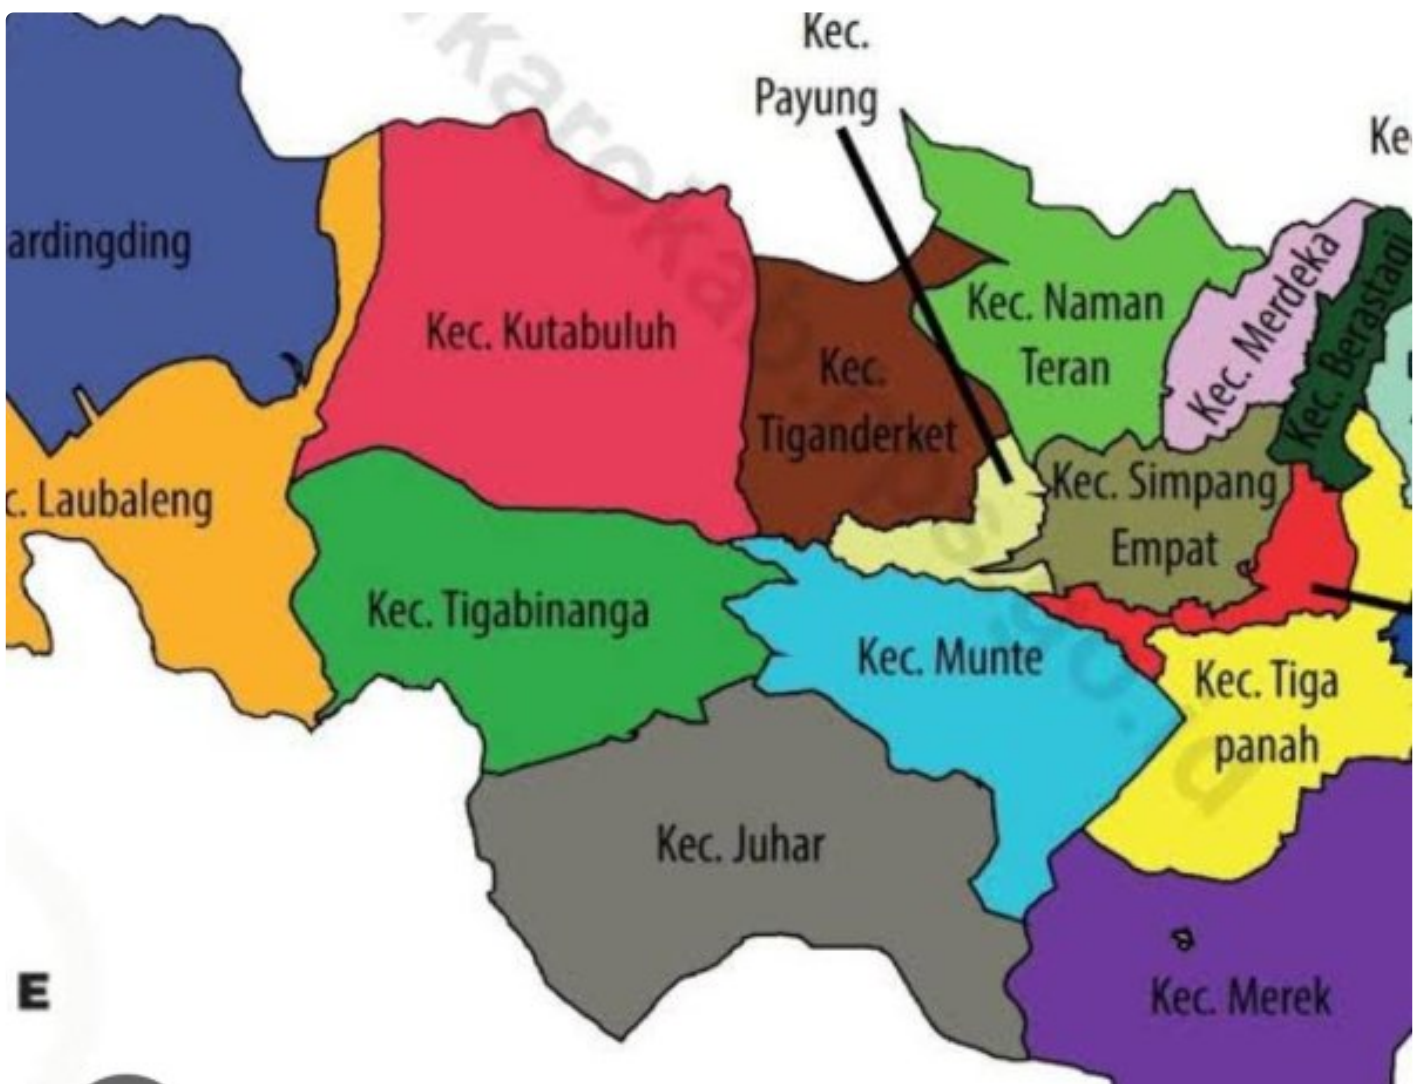 Kec.
Payung
Ke
ardingding
Kec. Kutabuluh
Kec. Naman
Teran
Kec. Merdeka
Kec. Berastagi
Kec.
Tiganderket
c. Laubaleng
Kec. Simpang
Empat
Kec. Tigabinanga
Kec. Munte
Kec. Tiga
panah
Kec. Juhar
Kec. Merek
E